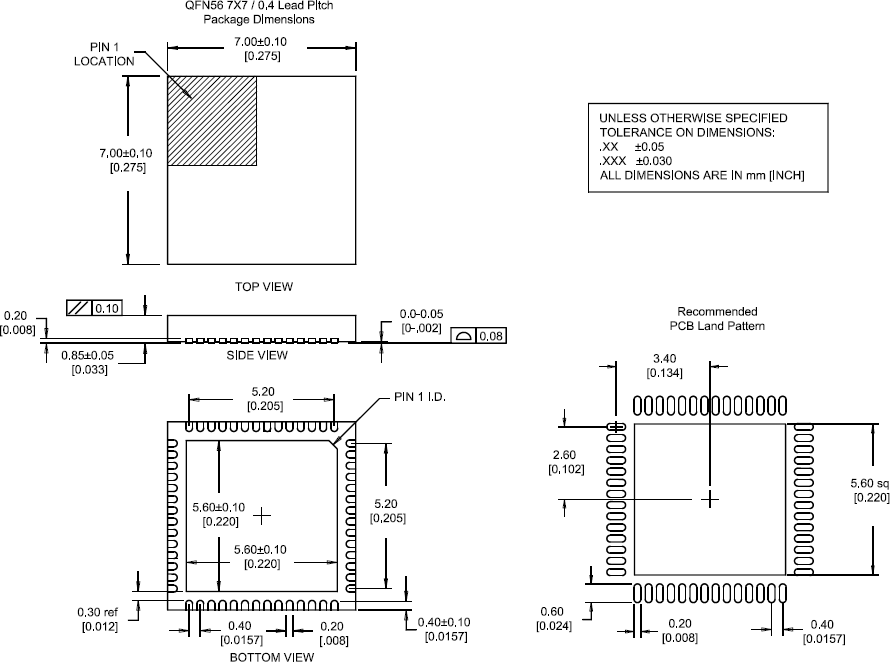 QFN56 7X7 / 0.4 Lead Pitch
Package Dimensions
PIN 1
LOCATION
7.00±0.10
[0.275]
7.00±0.10
[0.275]
TOP VIEW
UNLESS OTHERWISE SPECIFIED
TOLERANCE ON DIMENSIONS:
.XX ±0.05
.XXX ±0.030
ALL DIMENSIONS ARE IN mm [INCH]
0.10
0.20
[0.008]
0.85±0.05
[0.033]
SIDE VIEW
0.0-0.05
[0-.002]
0.08
5.20
[0.205]
PIN 1 I.D.
5.60±0.10
[0.220]
5.60±0.10
[0.220]
5.20
[0.205]
0.30 ref
[0.012]
0.40
[0.0157]
0.20
[.008]
0.40±0.10
[0.0157]
BOTTOM VIEW
Recommended
PCB Land Pattern
3.40
[0.134]
2.60
[0.102]
5.60 sq
[0.220]
0.60
[0.024]
0.20
[0.008]
0.40
[0.0157]